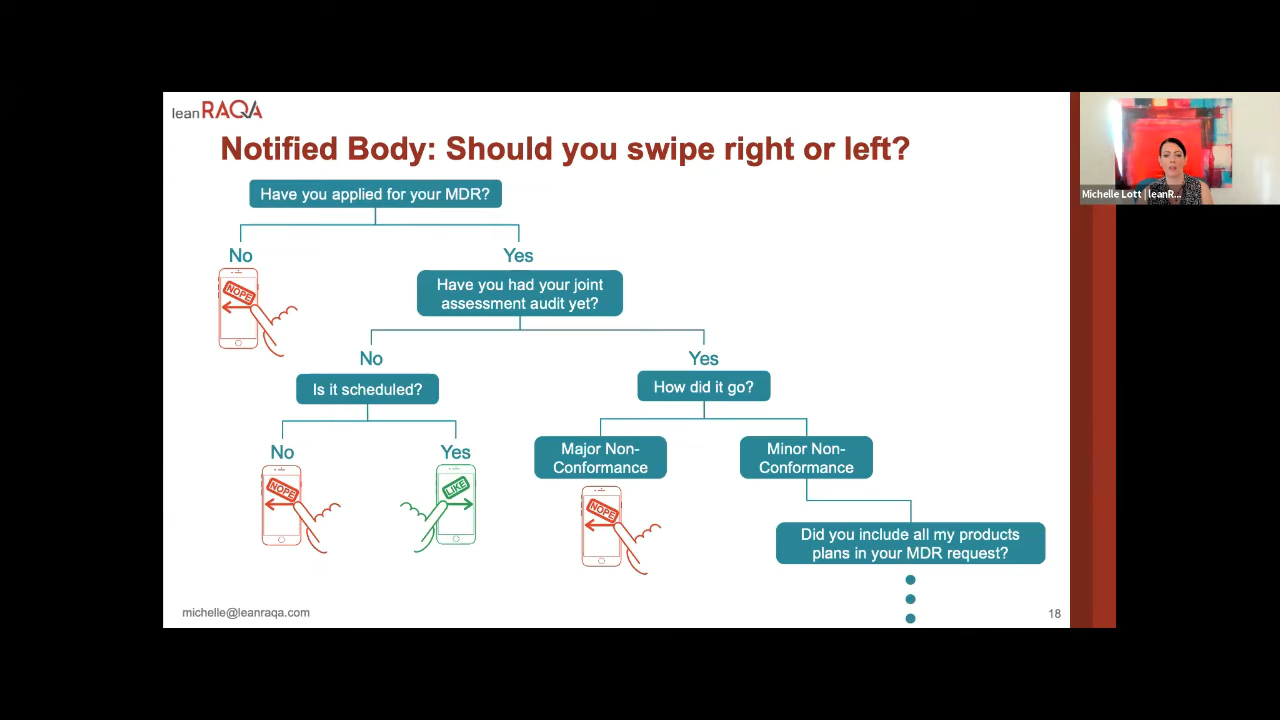 lean RAQA
Notified Body: Should you swipe right or left?
Michelle Lott | leanR...
Have you applied for your MDR?
No
Yes
NOPE
Have you had your joint
assessment audit yet?
No
Yes
Is it scheduled?
How did it go?
No
Yes
Major Non-
Conformance
Minor Non-
Conformance
NOPE
LIKE
NOPE
Did you include all my products
plans in your MDR request?
michelle@leanraqa.com
18